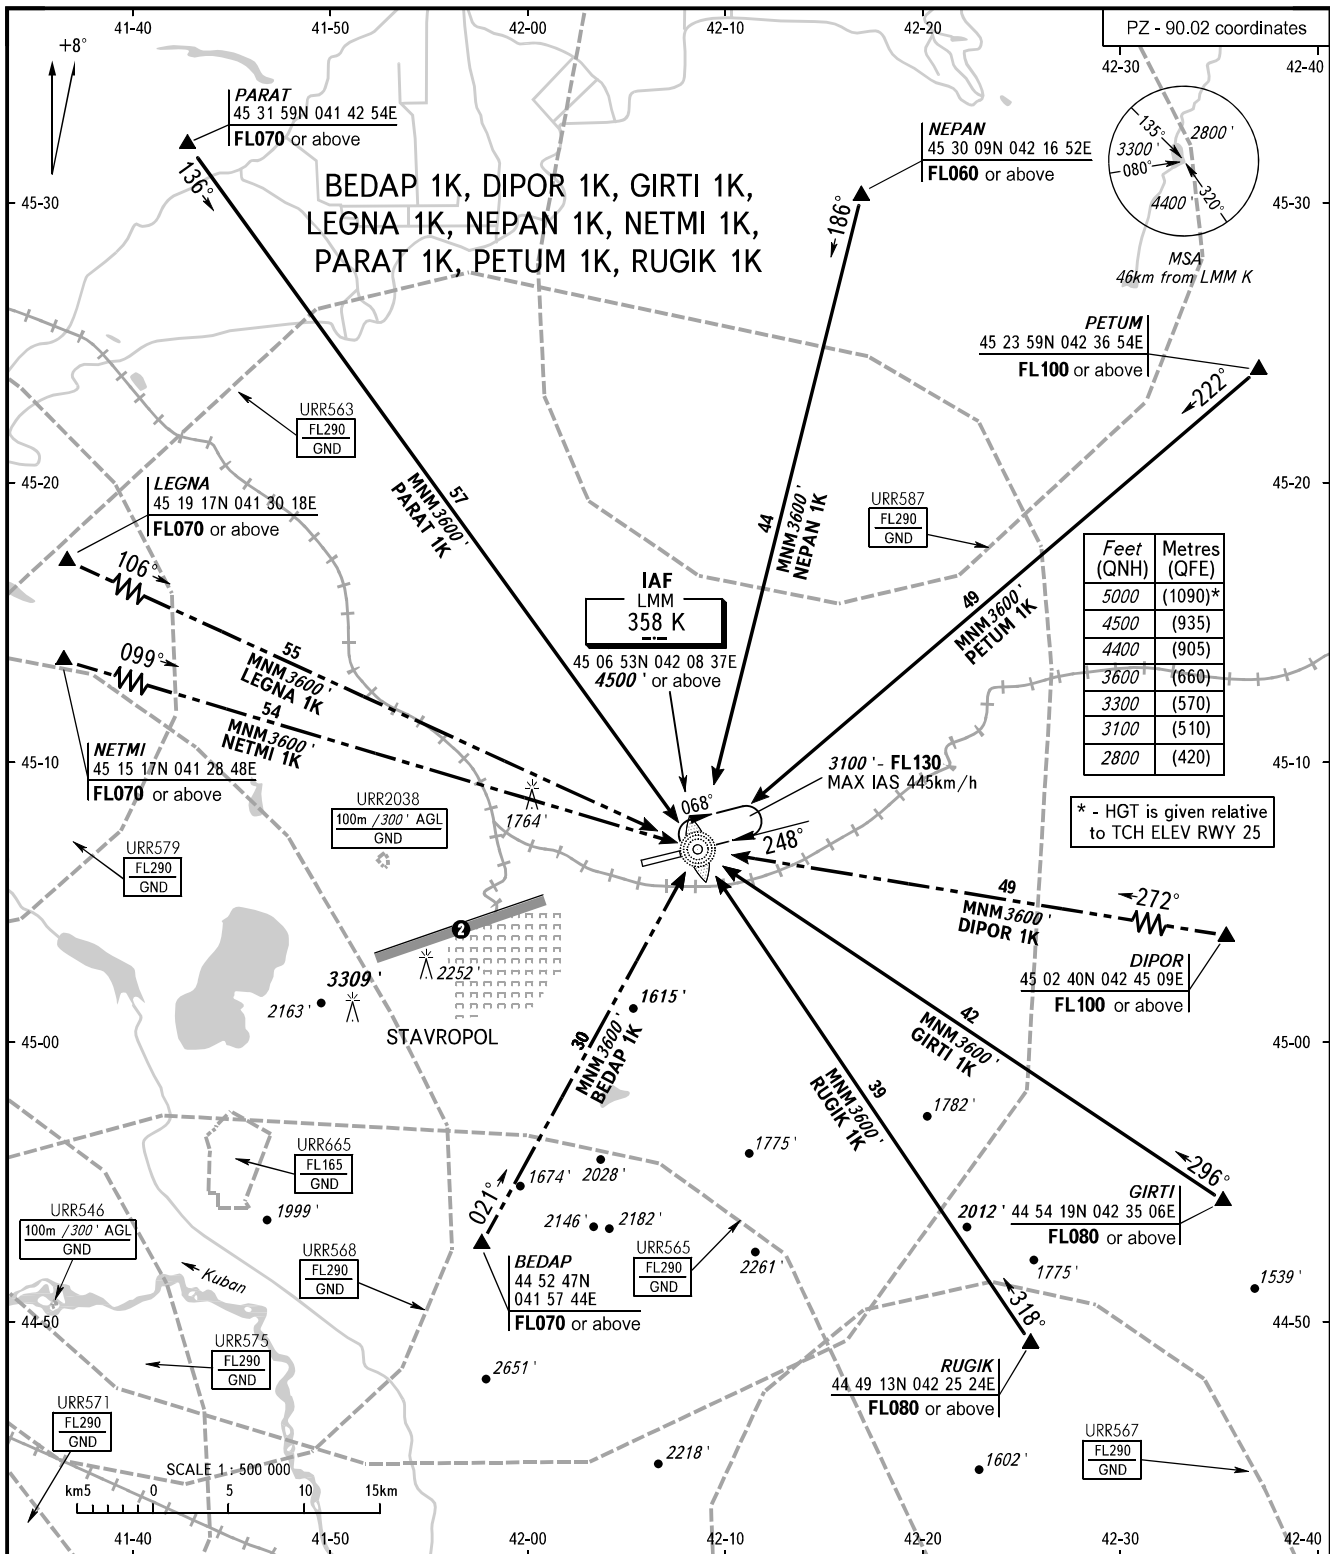 41-40
41-50
42-00
42-10
42-20
PZ - 90.02 coordinates
42-30
42-40
+8°
PARAT
45 31 59N 041 42 54E
FL070 or above
136°
BEDAP 1K, DIPOR 1K, GIRTI 1K,
LEGNA 1K, NEPAN 1K, NETMI 1K,
PARAT 1K, PETUM 1K, RUGIK 1K
NEPAN
45 30 09N 042 16 52E
FL060 or above
186°
135°
2800 '
3300 '
080°
4400 '
320°
MSA
46km from LMM K
45-30
45-30
PETUM
45 23 59N 042 36 54E
FL100 or above
222°
URR563
FL290
GND
57
MNM 3600 '
PARAT 1K
45-20
45-20
LEGNA
45 19 17N 041 30 18E
FL070 or above
106°
44
MNM 3600 '
NEPAN 1K
URR587
FL290
GND
Feet (QNH) Metres (QFE)
5000 (1090)*
4500 (935)
4400 (905)
3600 (660)
3300 (570)
3100 (510)
2800 (420)
* - HGT is given relative
to TCH ELEV RWY 25
IAF
LMM
358 K
45 06 53N 042 08 37E
4500 ' or above
49
MNM 3600 '
PETUM 1K
099°
55
MNM 3600 '
LEGNA 1K
54
MNM 3600 '
NETMI 1K
NETMI
45 15 17N 041 28 48E
FL070 or above
45-10
45-10
3100 ' - FL130
MAX IAS 445km/h
068°
248°
1764 '
URR2038
100m /300 ' AGL
GND
URR579
FL290
GND
49
MNM 3600 '
DIPOR 1K
272°
DIPOR
45 02 40N 042 45 09E
FL100 or above
2
2252 '
3309 '
2163 '
1615 '
STAVROPOL
45-00
45-00
30
MNM 3600 '
BEDAP 1K
42
MNM 3600 '
GIRTI 1K
39
MNM 3600 '
RUGIK 1K
1782 '
1775 '
URR665
FL165
GND
1674 '
2028 '
021°
296°
GIRTI
44 54 19N 042 35 06E
FL080 or above
2012 '
1999 '
2146 '
2182 '
URR546
100m /300 ' AGL
GND
URR568
FL290
GND
BEDAP
44 52 47N
041 57 44E
FL070 or above
URR565
FL290
GND
2261 '
1775 '
1539 '
Kuban
318°
44-50
44-50
URR575
FL290
GND
2651 '
RUGIK
44 49 13N 042 25 24E
FL080 or above
URR571
FL290
GND
URR567
FL290
GND
2218 '
1602 '
SCALE 1 : 500 000
km5 0 5 10 15km
41-40
41-50
42-00
42-10
42-20
42-30
42-40